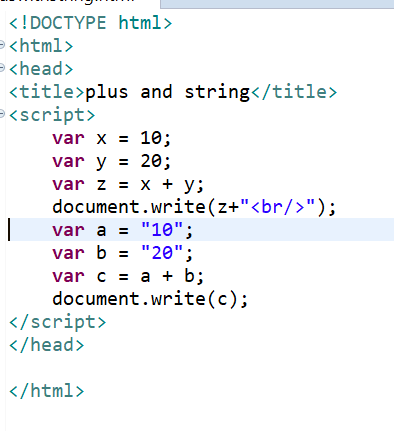 <!DOCTYPE html>
<html>
<head>
<title>plus and string</title>
<script>
var x = 10;
var y = 20;
var z = x + y;
document.write(z+"<br/>");
var a = "10";
var b = "20";
var c = a + b;
document.write(c);
</script>
</head>
</html>